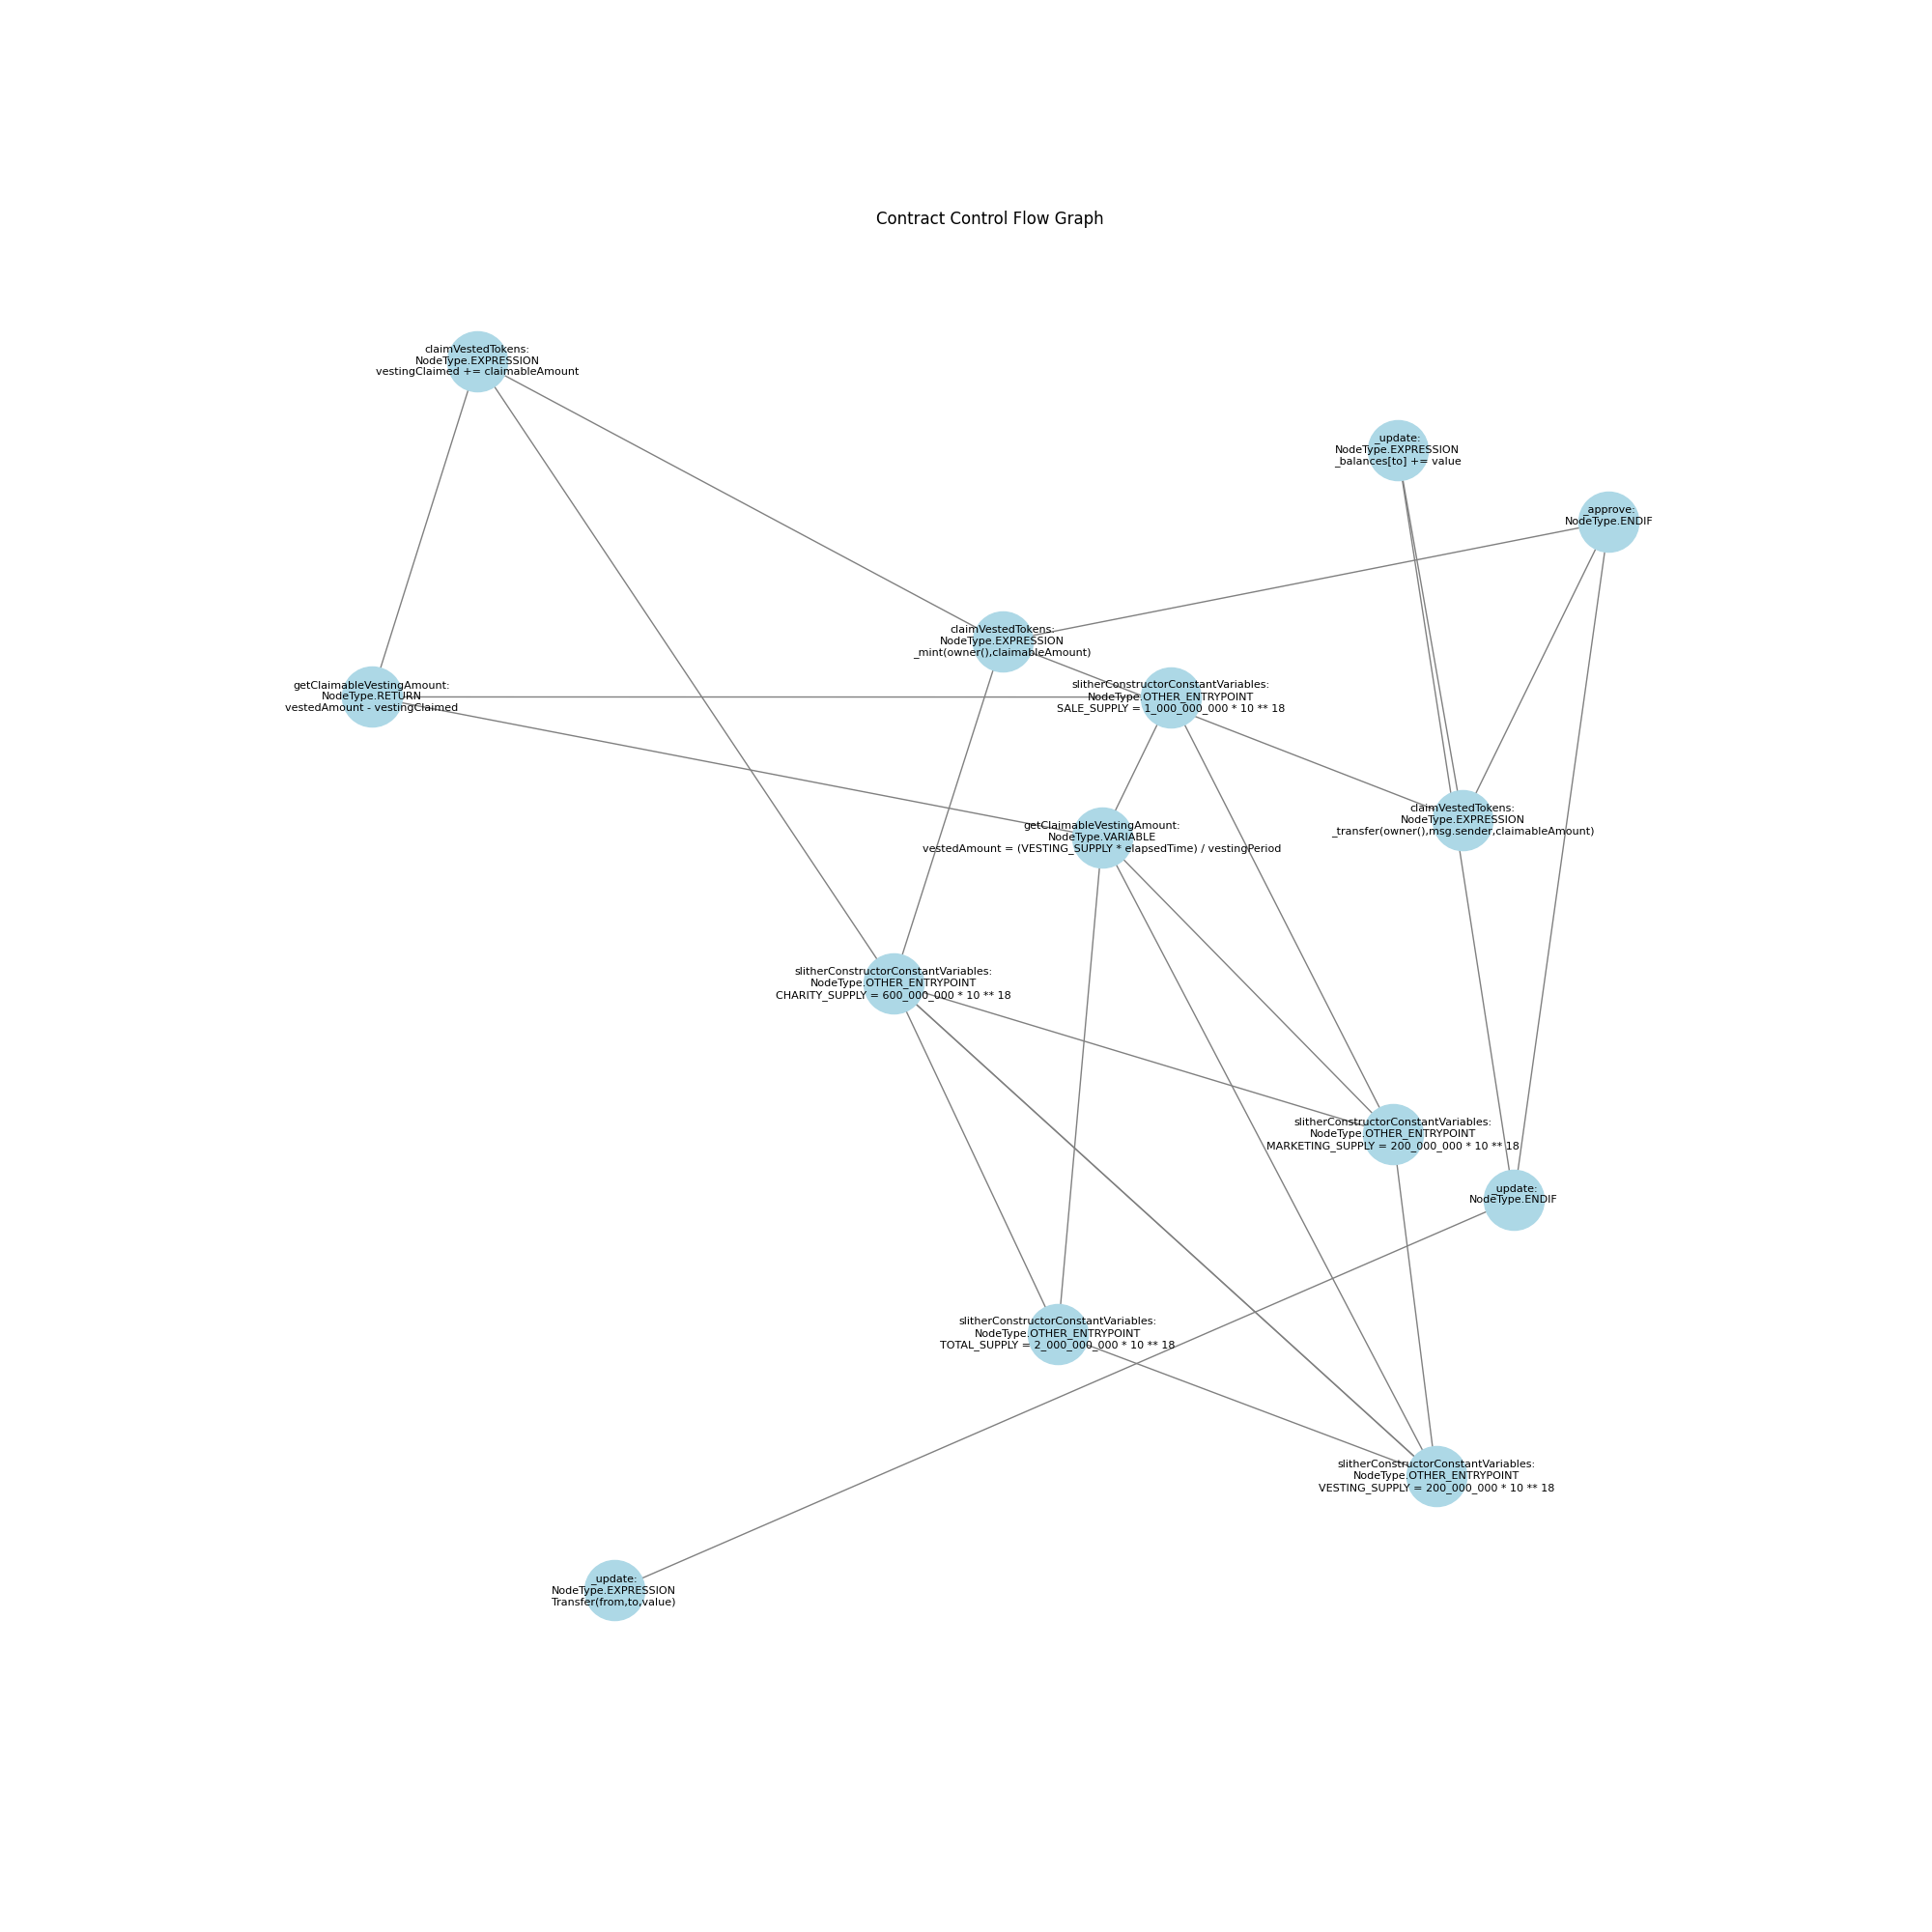 Contract Control Flow Graph
claimVestedTokens:
NodeType.EXPRESSION
vestingClaimed += claimableAmount
_update:
NodeType.EXPRESSION
_balances[to] += value
_approve:
NodeType.ENDIF
claimVestedTokens:
NodeType.EXPRESSION
_mint(owner(),claimableAmount)
getClaimableVestingAmount:
NodeType.RETURN
vestedAmount - vestingClaimed
slitherConstructorConstantVariables:
NodeType.OTHER_ENTRYPOINT
SALE_SUPPLY = 1_000_000_000 * 10 ** 18
claimVestedTokens:
NodeType.EXPRESSION
_transfer(owner(),msg.sender,claimableAmount)
getClaimableVestingAmount:
NodeType.VARIABLE
vestedAmount = (VESTING_SUPPLY * elapsedTime) / vestingPeriod
slitherConstructorConstantVariables:
NodeType.OTHER_ENTRYPOINT
CHARITY_SUPPLY = 600_000_000 * 10 ** 18
slitherConstructorConstantVariables:
NodeType.OTHER_ENTRYPOINT
MARKETING_SUPPLY = 200_000_000 * 10 ** 18
_update:
NodeType.ENDIF
slitherConstructorConstantVariables:
NodeType.OTHER_ENTRYPOINT
TOTAL_SUPPLY = 2_000_000_000 * 10 ** 18
slitherConstructorConstantVariables:
NodeType.OTHER_ENTRYPOINT
VESTING_SUPPLY = 200_000_000 * 10 ** 18
_update:
NodeType.EXPRESSION
Transfer(from,to,value)